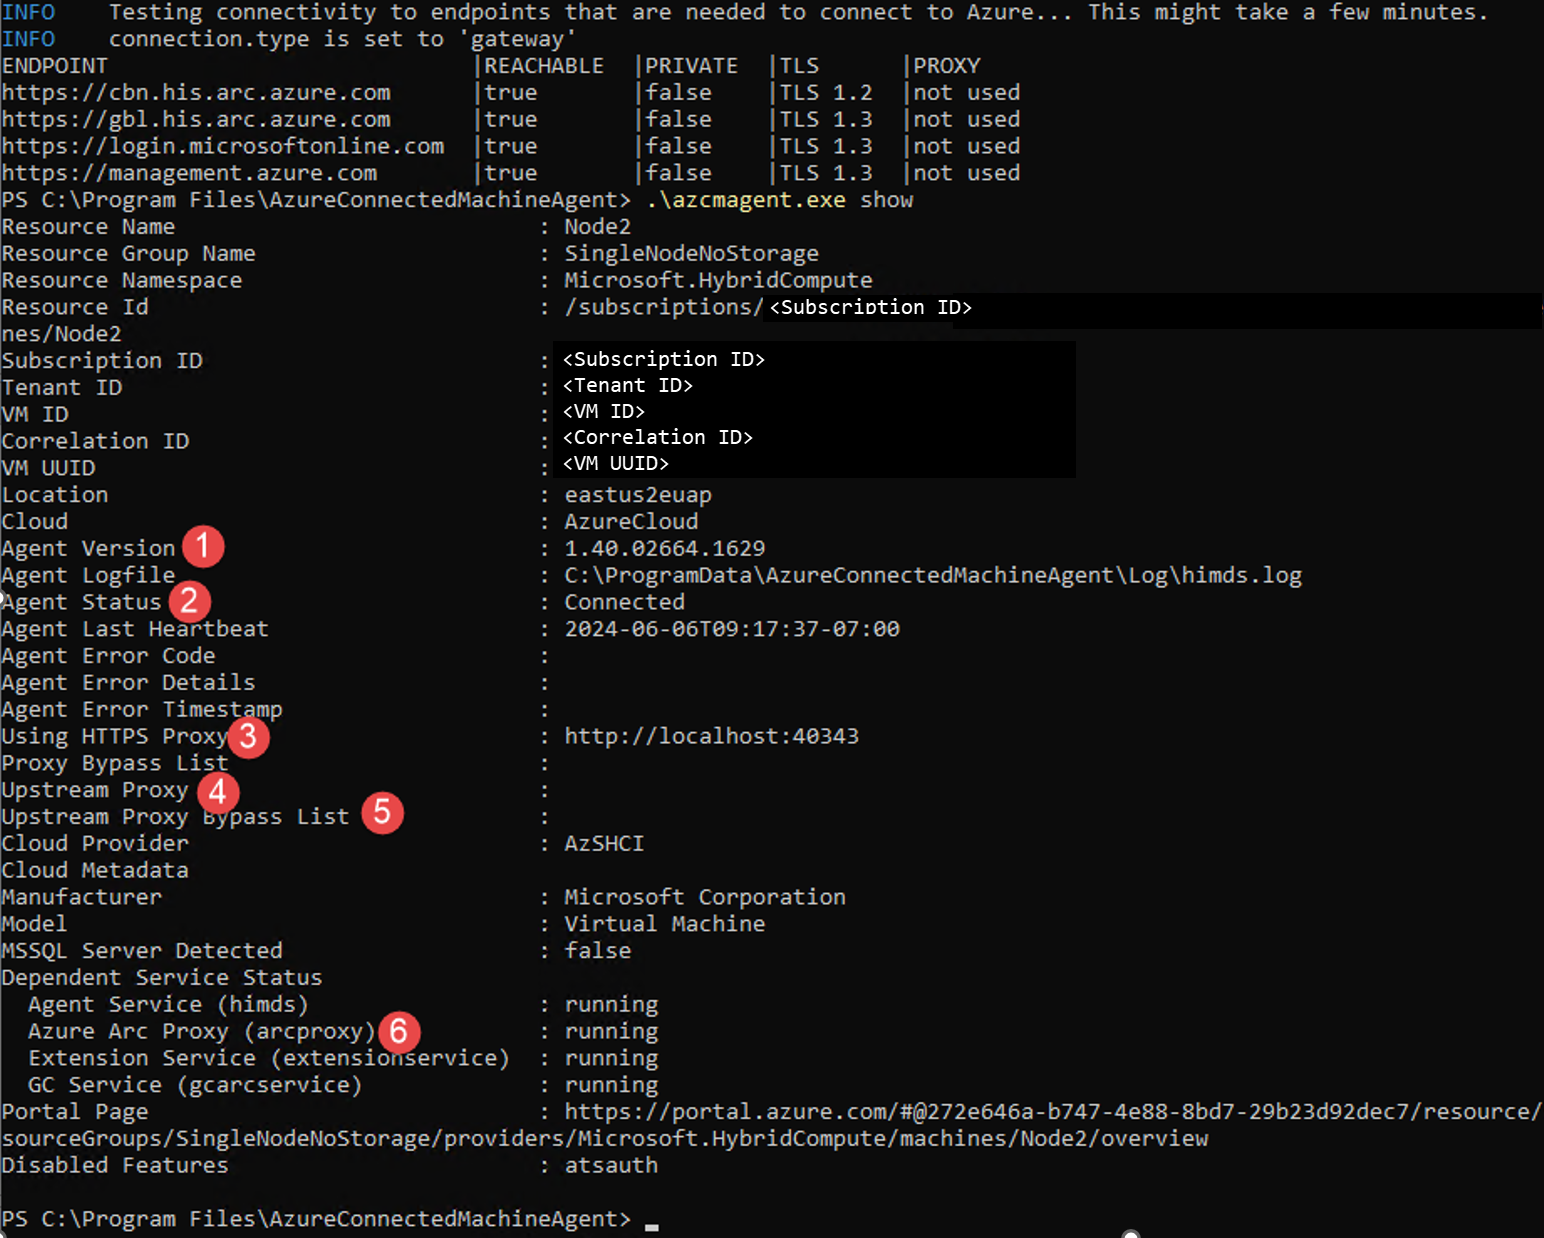 INFO    Testing connectivity to endpoints that are needed to connect to Azure... This might take a few minutes.
INFO    connection.type is set to 'gateway'
ENDPOINT                           |REACHABLE  |PRIVATE  |TLS      |PROXY
https://cbn.his.arc.azure.com      |true       |false    |TLS 1.2  |not used
https://gbl.his.arc.azure.com      |true       |false    |TLS 1.3  |not used
https://login.microsoftonline.com  |true       |false    |TLS 1.3  |not used
https://management.azure.com       |true       |false    |TLS 1.3  |not used
PS C:\Program Files\AzureConnectedMachineAgent> .\azcmagent.exe show
Resource Name                           : Node2
Resource Group Name                     : SingleNodeNoStorage
Resource Namespace                      : Microsoft.HybridCompute
Resource Id                             : /subscriptions/<Subscription ID>
nes/Node2
Subscription ID                         : <Subscription ID>
Tenant ID                               : <Tenant ID>
VM ID                                   : <VM ID>
Correlation ID                          : <Correlation ID>
VM UUID                                 : <VM UUID>
Location                                : eastus2euap
Cloud                                   : AzureCloud
Agent Version 1                         : 1.40.02664.1629
Agent Logfile                           : C:\ProgramData\AzureConnectedMachineAgent\Log\himds.log
Agent Status 2                          : Connected
Agent Last Heartbeat                    : 2024-06-06T09:17:37-07:00
Agent Error Code                        :
Agent Error Details                     :
Agent Error Timestamp                   :
Using HTTPS Proxy 3                     : http://localhost:40343
Proxy Bypass List                       :
Upstream Proxy 4                        :
Upstream Proxy Bypass List 5            :
Cloud Provider                          : AzSHCI
Cloud Metadata
Manufacturer                            : Microsoft Corporation
Model                                   : Virtual Machine
MSSQL Server Detected                   : false
Dependent Service Status
  Agent Service (himds)                 : running
  Azure Arc Proxy (arcproxy) 6          : running
  Extension Service (extensionservice)  : running
  GC Service (gcarcservice)             : running
Portal Page                             : https://portal.azure.com/#@272e646a-b747-4e88-8bd7-29b23d92dec7/resource/
sourceGroups/SingleNodeNoStorage/providers/Microsoft.HybridCompute/machines/Node2/overview
Disabled Features                       : atsauth
PS C:\Program Files\AzureConnectedMachineAgent> _